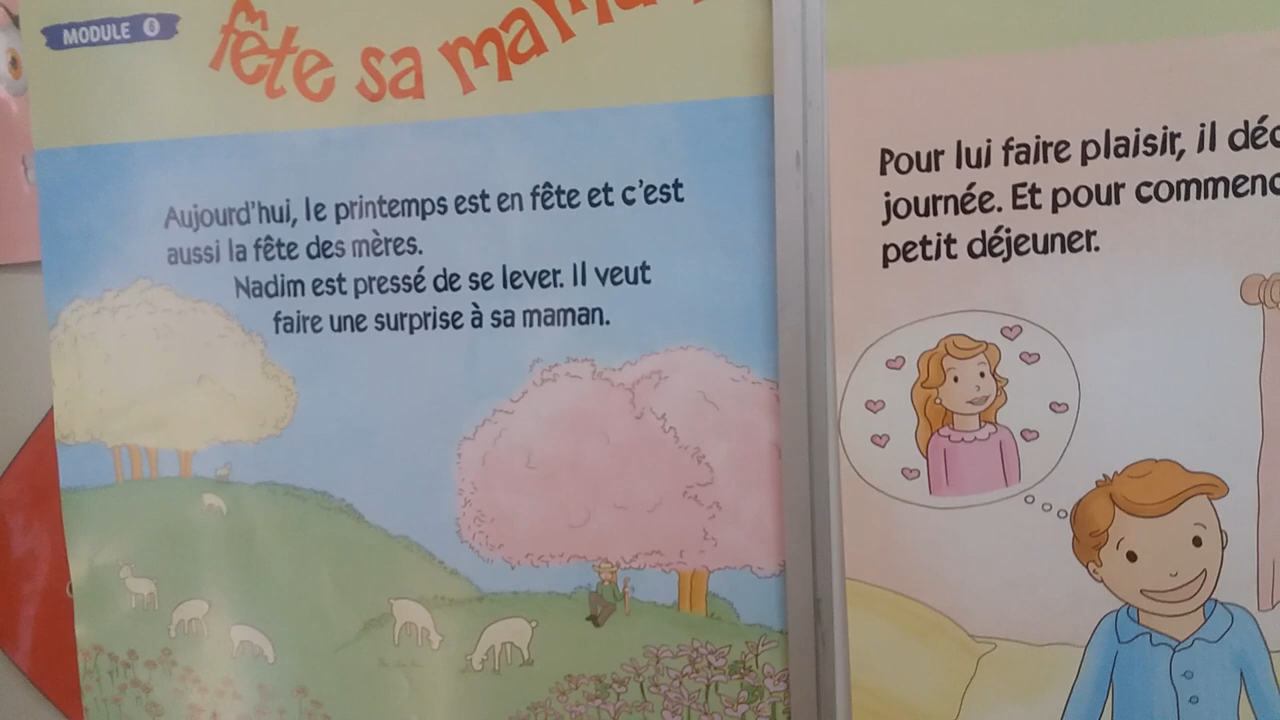 MODULE 6
fête sa maman
Aujourd'hui, le printemps est en fête et c'est
aussi la fête des mères.
Nadim est pressé de se lever. Il veut
faire une surprise à sa maman.
Pour lui faire plaisir, il
journée. Et pour
petit déjeuner.